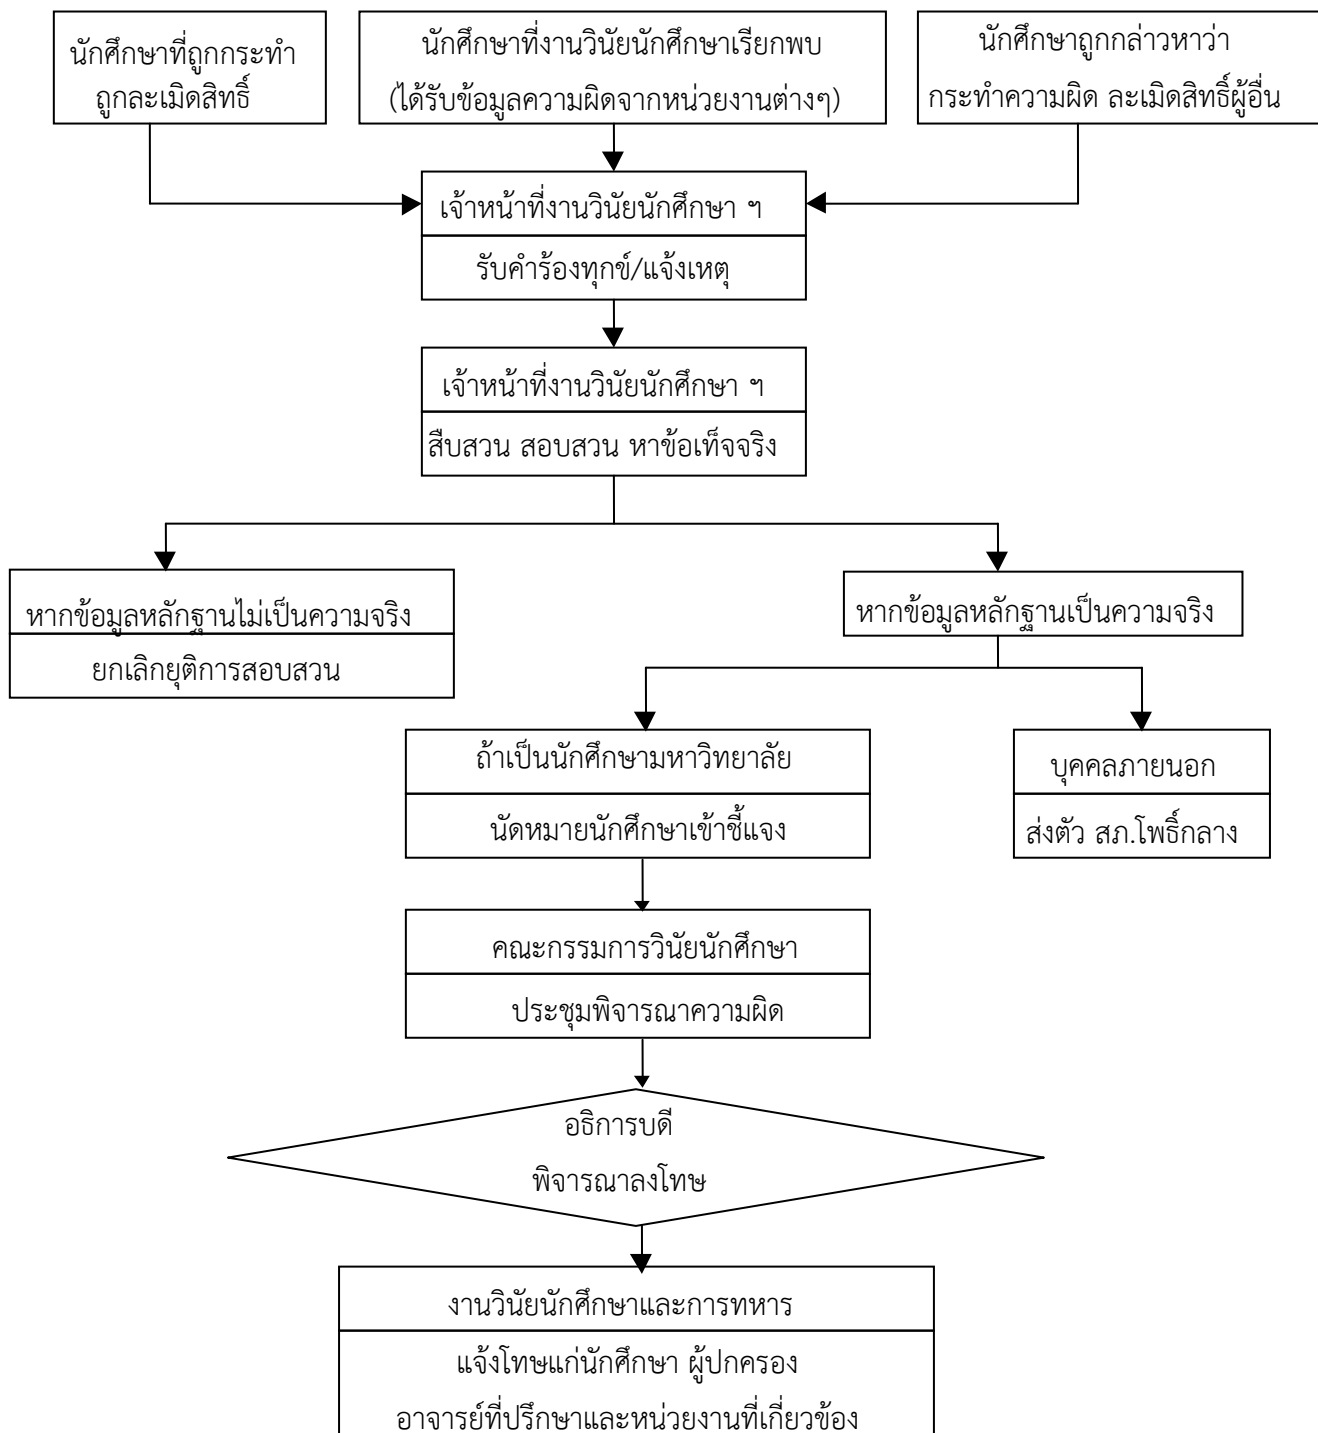 นักศึกษาที่ถูกกระทำ
ถูกละเมิดสิทธิ์
นักศึกษาที่งานวินัยนักศึกษาเรียกพบ
(ได้รับข้อมูลความผิดจากหน่วยงานต่างๆ)
นักศึกษาถูกกล่าวหาว่า
กระทำความผิด ละเมิดสิทธิ์ผู้อื่น
เจ้าหน้าที่งานวินัยนักศึกษา ฯ
รับคำร้องทุกข์/แจ้งเหตุ
เจ้าหน้าที่งานวินัยนักศึกษา ฯ
สืบสวน สอบสวน หาข้อเท็จจริง
หากข้อมูลหลักฐานไม่เป็นความจริง
ยกเลิกยุติการสอบสวน
หากข้อมูลหลักฐานเป็นความจริง
ถ้าเป็นนักศึกษามหาวิทยาลัย
นัดหมายนักศึกษาเข้าชี้แจง
บุคคลภายนอก
ส่งตัว สภ.โพธิ์กลาง
คณะกรรมการวินัยนักศึกษา
ประชุมพิจารณาความผิด
อธิการบดี
พิจารณาลงโทษ
งานวินัยนักศึกษาและการทหาร
แจ้งโทษแก่นักศึกษา ผู้ปกครอง
อาจารย์ที่ปรึกษาและหน่วยงานที่เกี่ยวข้อง